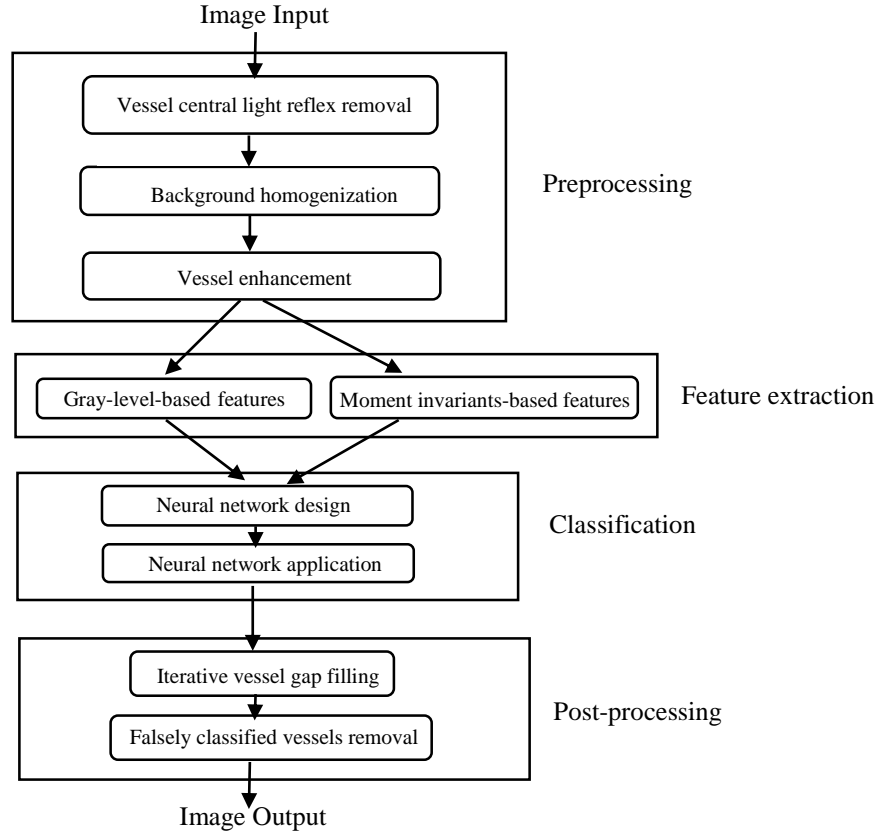 Image Input
Vessel central light reflex removal
Background homogenization
Preprocessing
Vessel enhancement
Gray-level-based features
Moment invariants-based features
Feature extraction
Neural network design
Classification
Neural network application
Iterative vessel gap filling
Post-processing
Falsely classified vessels removal
Image Output